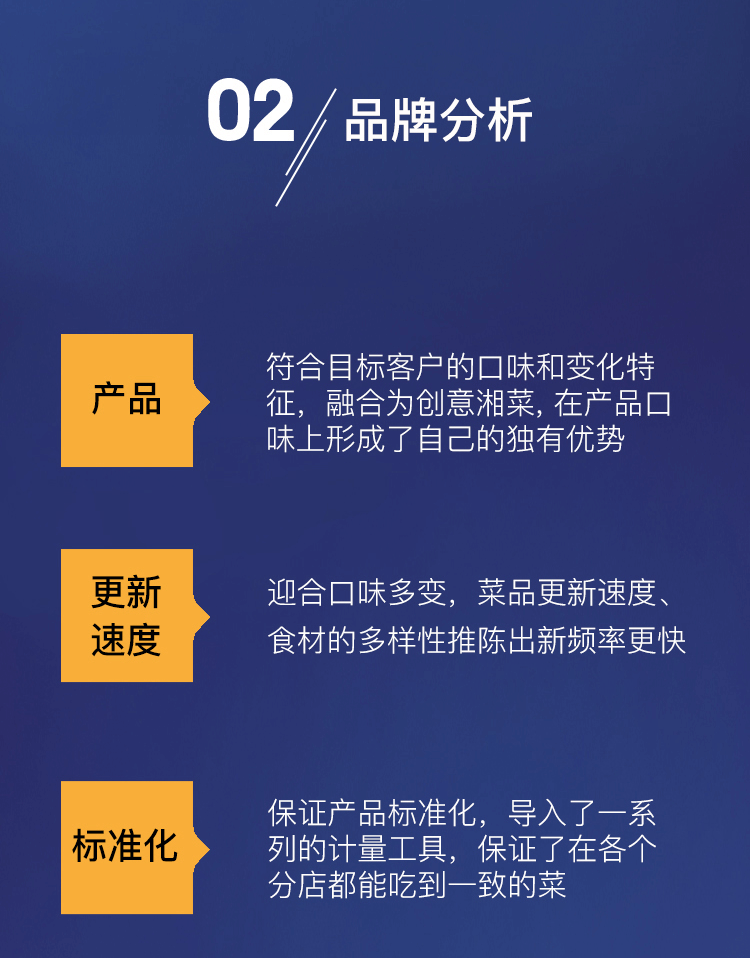 02 品牌分析
产品
符合目标客户的口味和变化特
征，融合为创意湘菜, 在产品口
味上形成了自己的独有优势
更新
速度
迎合口味多变，菜品更新速度、
食材的多样性推陈出新频率更快
标准化
保证产品标准化，导入了一系
列的计量工具，保证了在各个
分店都能吃到一致的菜